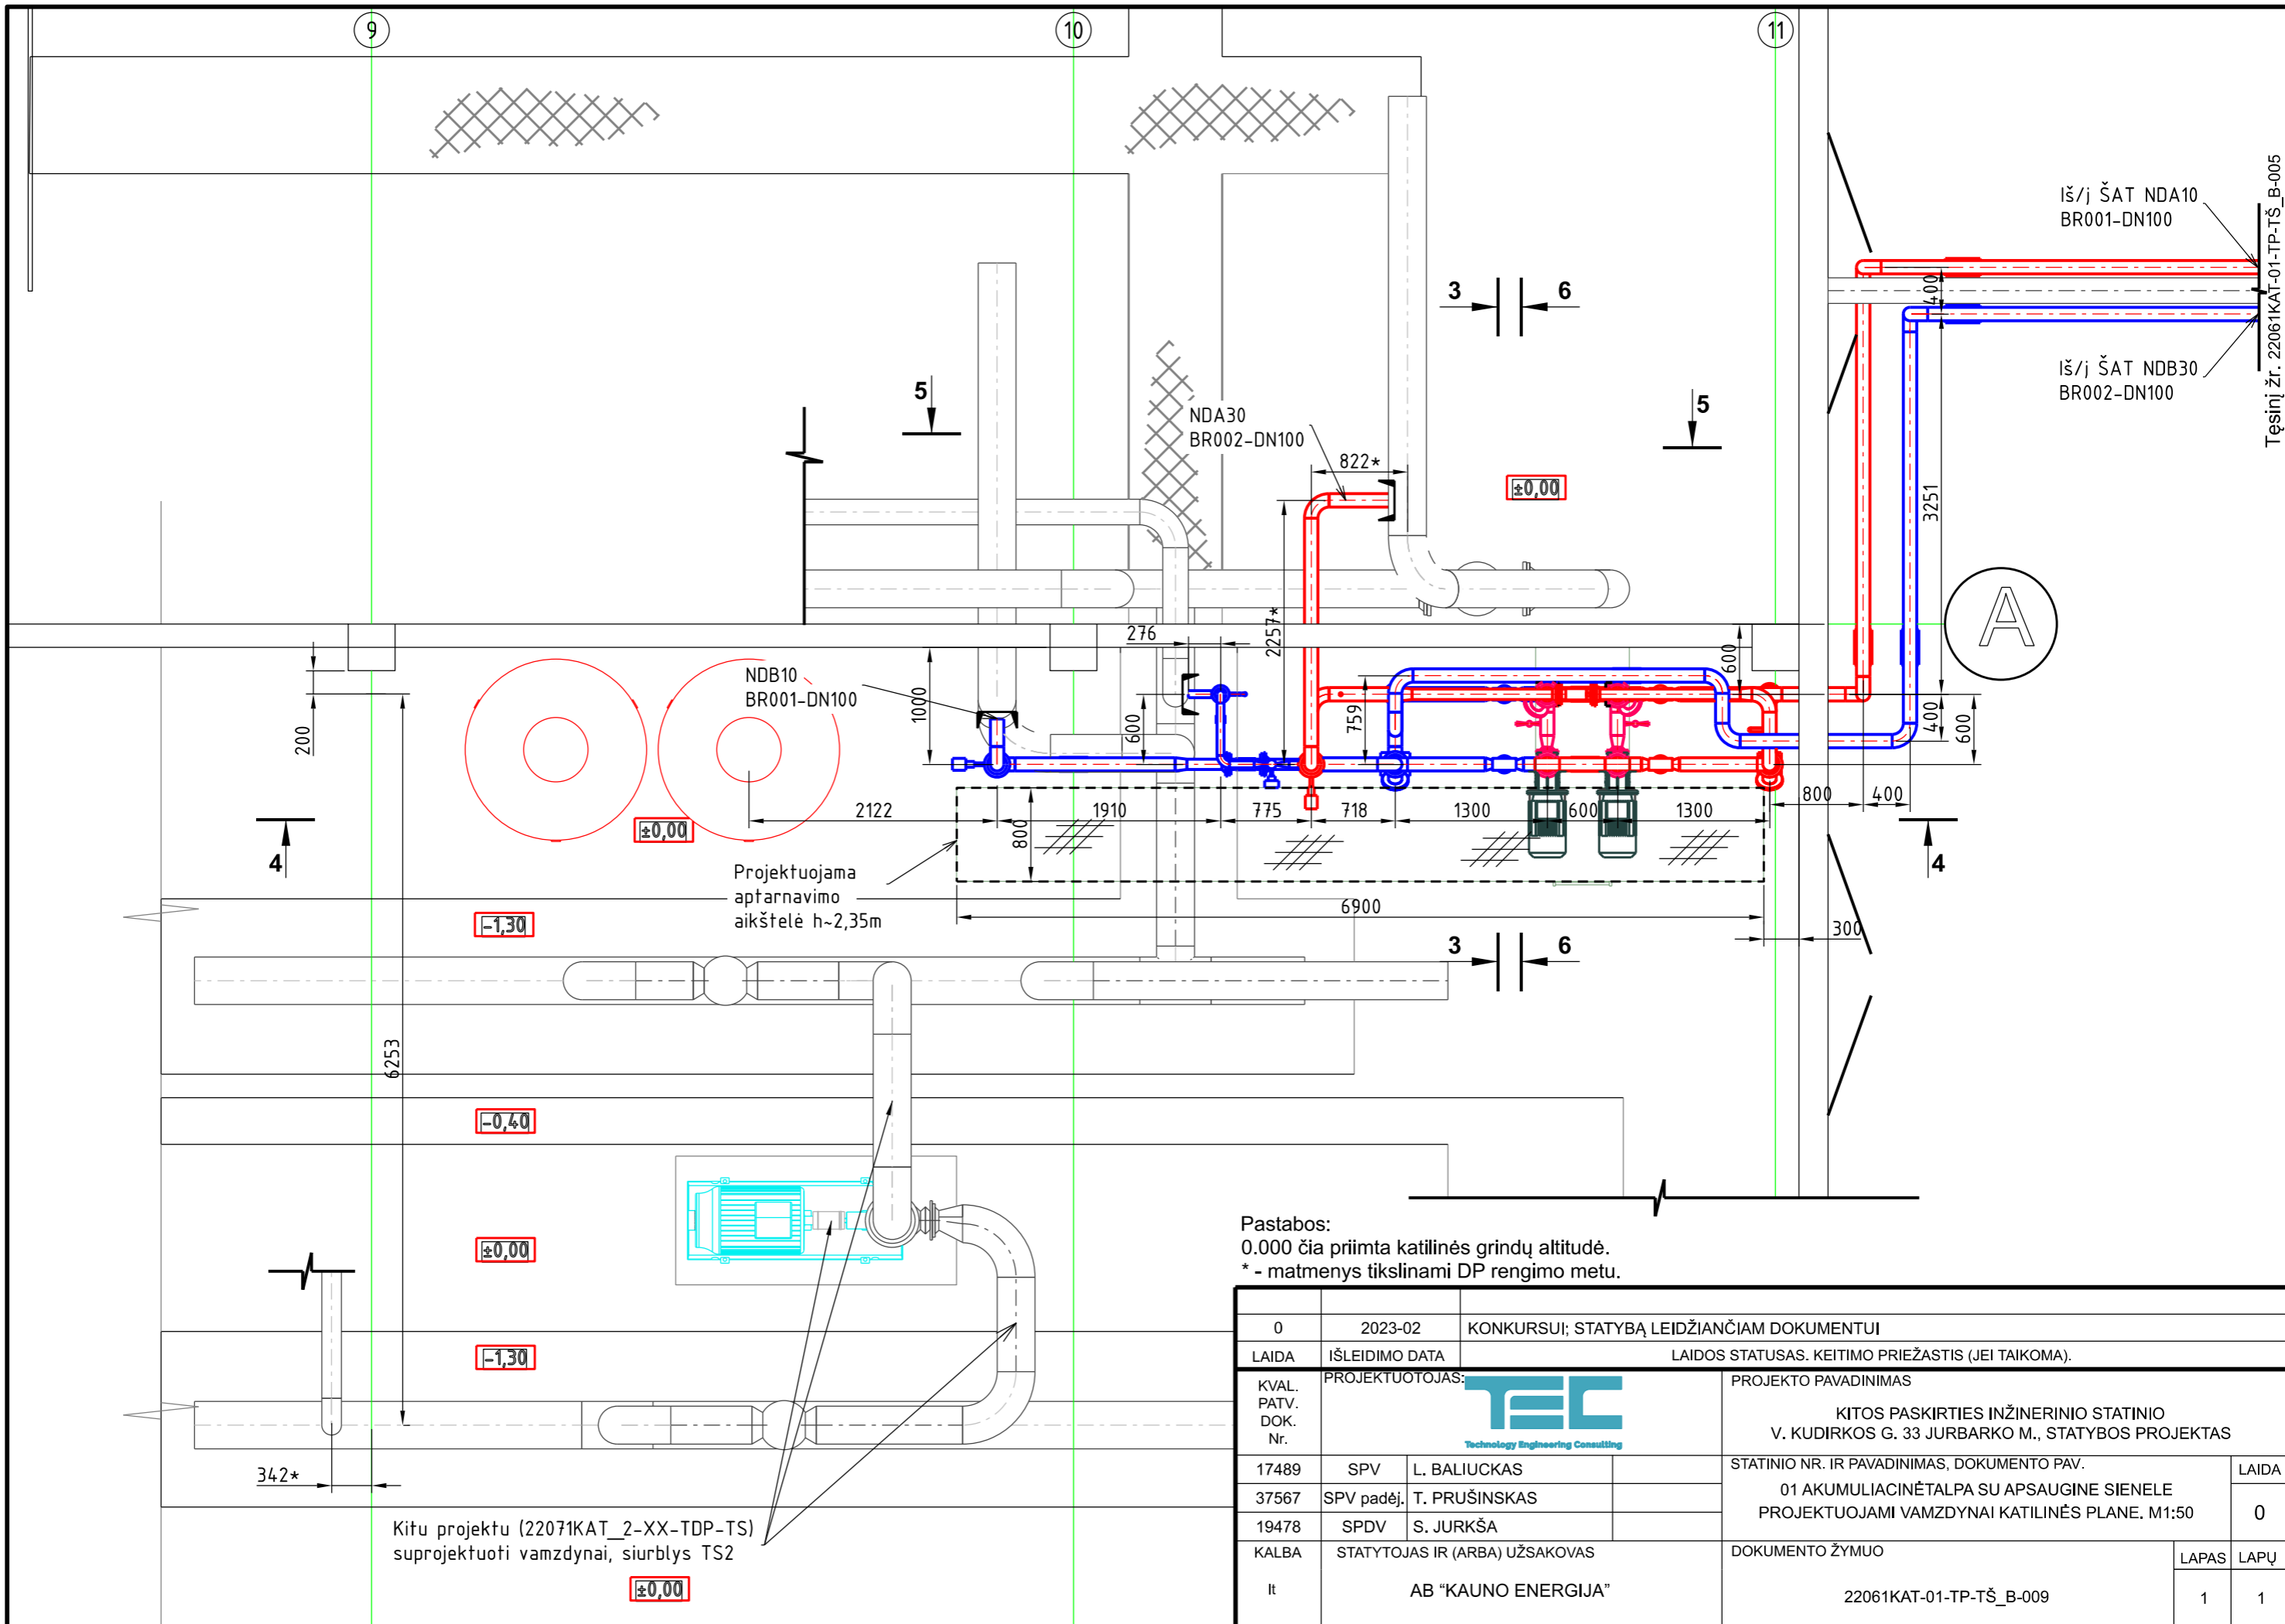 9
10
11
Iš/į ŠAT NDA10
BR001-DN100
Tęsinį žr. 22061KAT-01-TP-TŠ_B-005
400
3
6
Iš/į ŠAT NDB30
BR002-DN100
5
5
NDA30
BR002-DN100
822*
±0,00
3251
A
2257*
276
600
NDB10
BR001-DN100
1000
600
759
400
600
200
2122
1910
775
718
1300
600
1300
800
400
±0,00
800
4
4
Projektuojama
aptarnavimo
aikštelė h~2,35m
6900
300
-1,30
3
6
6253
-0,40
±0,00
-1,30
342*
Kitu projektu (22071KAT_2-XX-TDP-TS)
suprojektuoti vamzdynai, siurblys TS2
±0,00
Pastabos:
0.000 čia priimta katilinės grindų altitudė.
* - matmenys tikslinami DP rengimo metu.
0 2023-02 KONKURSUI; STATYBĄ LEIDŽIANČIAM DOKUMENTUI
LAIDA IŠLEIDIMO DATA LAIDOS STATUSAS. KEITIMO PRIEŽASTIS (JEI TAIKOMA).
KVAL.
PATV.
DOK.
Nr.
PROJEKTUOTOJAS:
TEC
Technology Engineering Consulting
PROJEKTO PAVADINIMAS
KITOS PASKIRTIES INŽINERINIO STATINIO
V. KUDIRKOS G. 33 JURBARKO M., STATYBOS PROJEKTAS
17489 SPV L. BALIUCKAS
37567 SPV padėj. T. PRUŠINSKAS
19478 SPDV S. JURKŠA
STATINIO NR. IR PAVADINIMAS, DOKUMENTO PAV.
01 AKUMULIACINĖTALPA SU APSAUGINE SIENELE
PROJEKTUOJAMI VAMZDYNAI KATILINĖS PLANE. M1:50
LAIDA
0
KALBA
lt
STATYTOJAS IR (ARBA) UŽSAKOVAS
AB “KAUNO ENERGIJA”
DOKUMENTO ŽYMUO
22061KAT-01-TP-TŠ_B-009
LAPAS LAPŲ
1 1